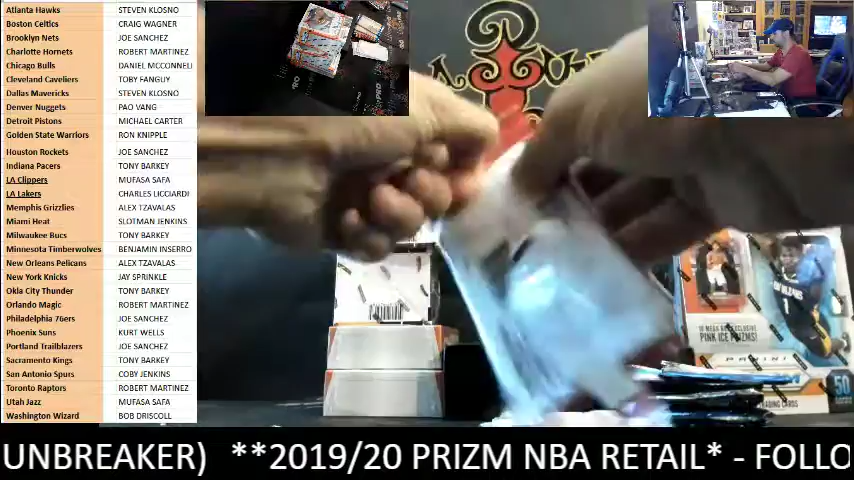 Atlanta Hawks STEVEN KLOSNO
Boston Celtics CRAIG WAGNER
Brooklyn Nets JOE SANCHEZ
Charlotte Hornets ROBERT MARTINEZ
Chicago Bulls DANIEL MCCONNELL
Cleveland Cavaliers TOBY FANGUY
Dallas Mavericks STEVEN KLOSNO
Denver Nuggets PAO VANG
Detroit Pistons MICHAEL CARTER
Golden State Warriors RON KNIPPLE
Houston Rockets JOE SANCHEZ
Indiana Pacers TONY BARKEY
LA Clippers MUFASA SAFA
LA Lakers CHARLES LICCIARDI
Memphis Grizzlies ALEX TZAVALAS
Miami Heat SLOTMAN JENKINS
Milwaukee Bucs TONY BARKEY
Minnesota Timberwolves BENJAMIN INSERRO
New Orleans Pelicans ALEX TZAVALAS
New York Knicks JAY SPRINKLE
Okla City Thunder TONY BARKEY
Orlando Magic ROBERT MARTINEZ
Philadelphia 76ers JOE SANCHEZ
Phoenix Suns KURT WELLS
Portland Trailblazers JOE SANCHEZ
Sacramento Kings TONY BARKEY
San Antonio Spurs COBY JENKINS
Toronto Raptors ROBERT MARTINEZ
Utah Jazz MUFASA SAFA
Washington Wizard BOB DRISCOLL
PINK ICE PRIZMS!
PANINI
50
TRADING CARDS
UNBREAKER) **2019/20 PRIZM NBA RETAIL* - FOLLO